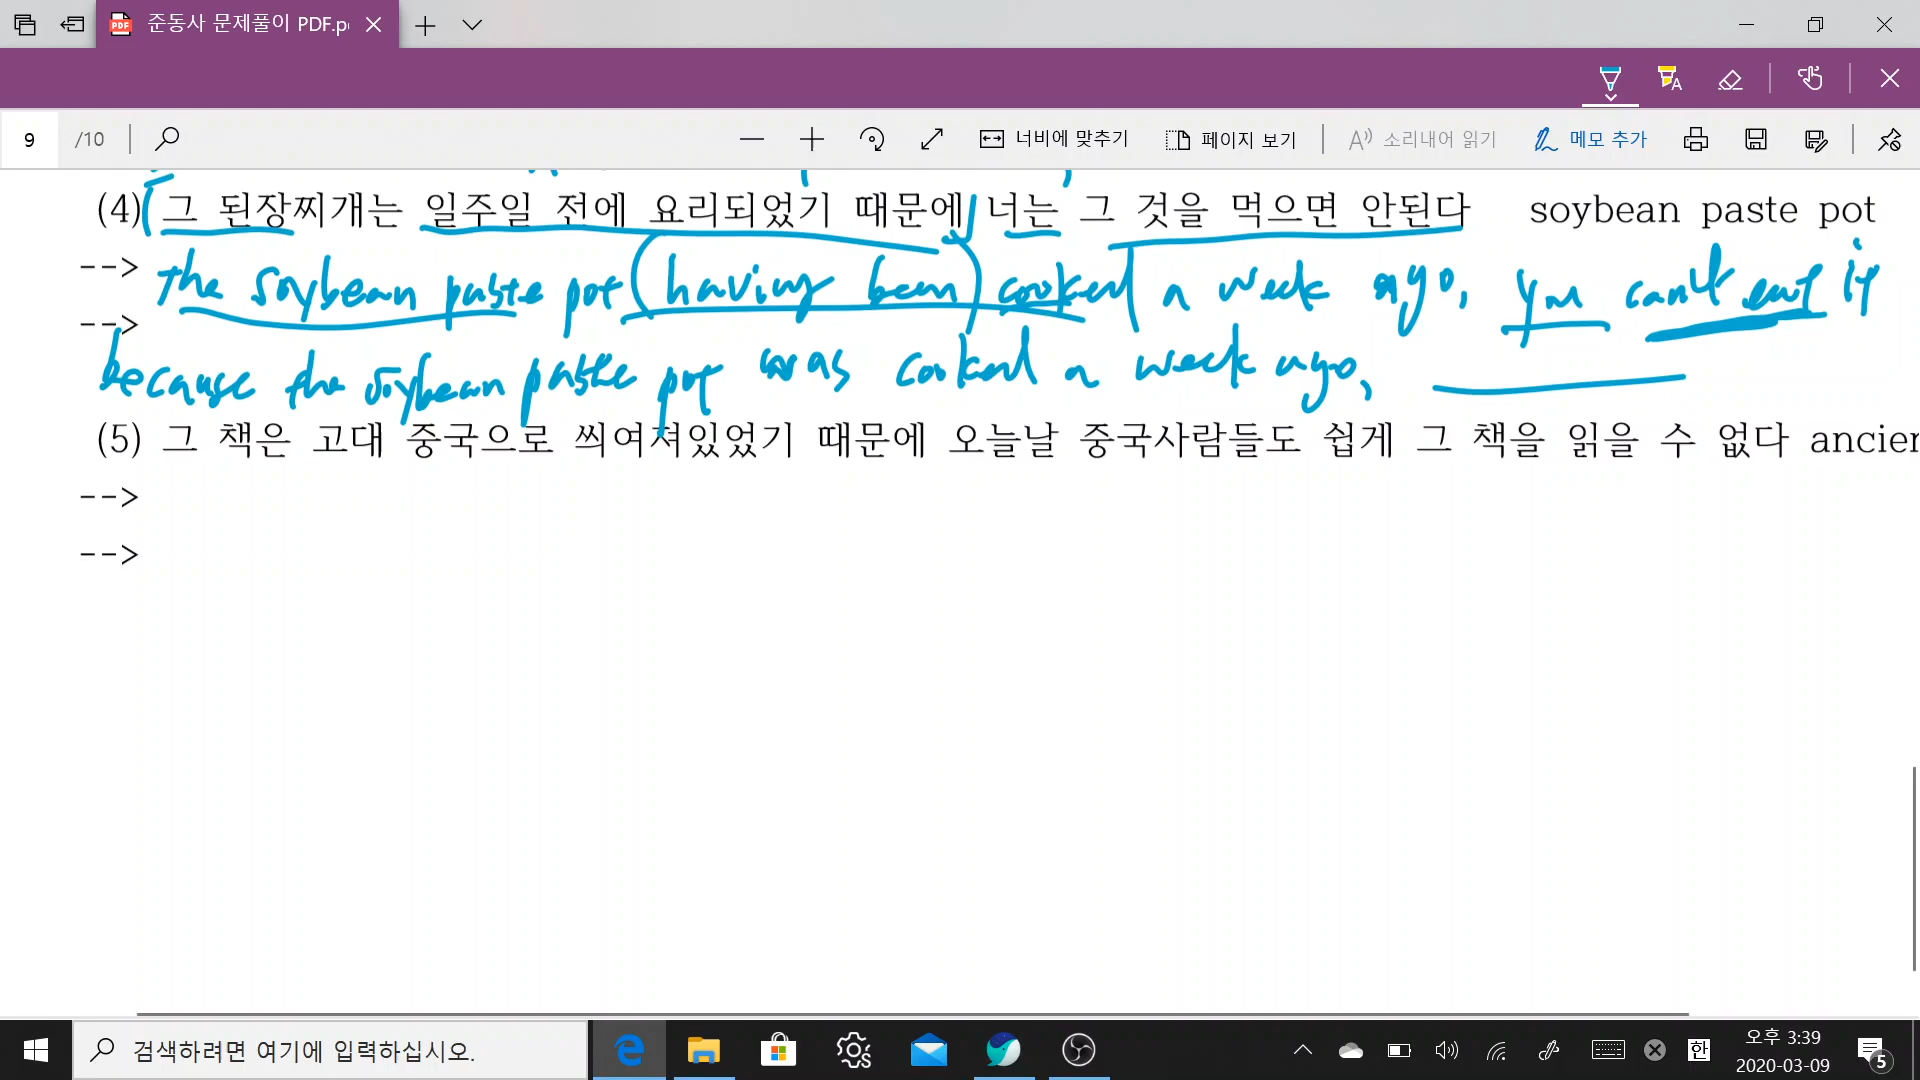 준동사 문제풀이 PDF.p
9 /10 너비에 맞추기 페이지 보기 소리내어 읽기 메모 추가
(4) 그 된장찌개는 일주일 전에 요리되었기 때문에 너는 그 것을 먹으면 안된다 soybean paste pot
--> the soybean paste pot (having been) cooked a week ago, you can't eat it
-->
because the soybean paste pot was cooked a week ago,
(5) 그 책은 고대 중국으로 씌여져있었기 때문에 오늘날 중국사람들도 쉽게 그 책을 읽을 수 없다 ancien
-->
-->
검색하려면 여기에 입력하십시오.
한
오후 3:39
2020-03-09
5